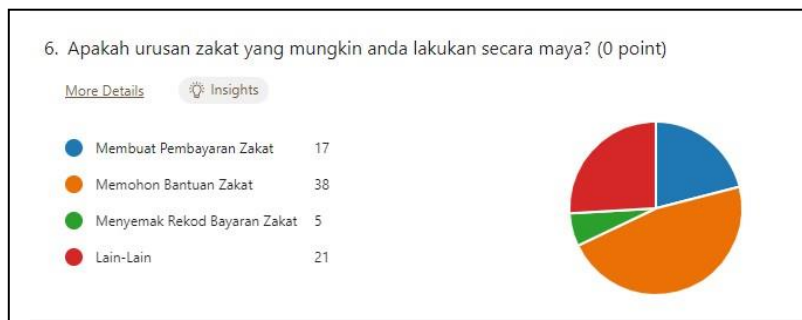 6. Apakah urusan zakat yang mungkin anda lakukan secara maya? (0 point)
More Details Insights
Membuat Pembayaran Zakat 17
Memohon Bantuan Zakat 38
Menyemak Rekod Bayaran Zakat 5
Lain-Lain 21